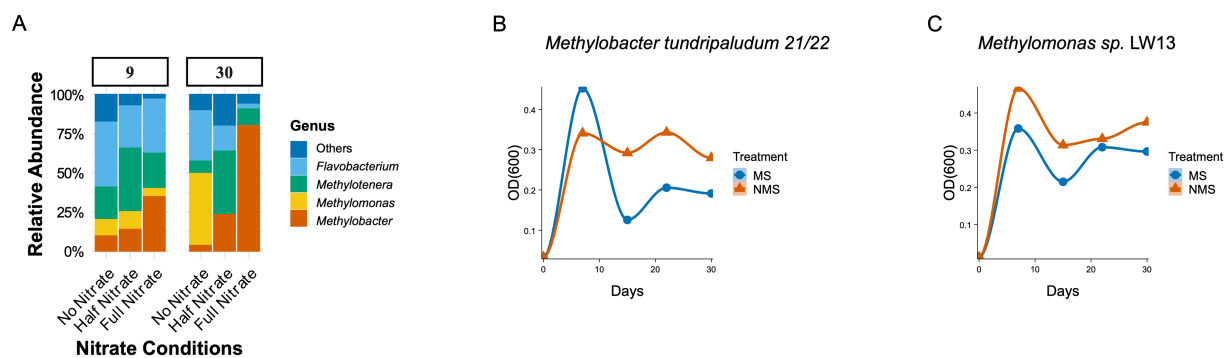 A
9
30
100%
75%
50%
25%
0%
Relative Abundance
No Nitrate
Half Nitrate
Full Nitrate
No Nitrate
Half Nitrate
Full Nitrate
Nitrate Conditions
Genus
Others
Flavobacterium
Methylotenera
Methylomonas
Methylobacter
B
Methylobacter tundripaludum 21/22
0.4
0.3
0.2
0.1
OD(600)
0
10
20
30
Days
Treatment
MS
NMS
C
Methylomonas sp. LW13
0.4
0.3
0.2
0.1
OD(600)
0
10
20
30
Days
Treatment
MS
NMS